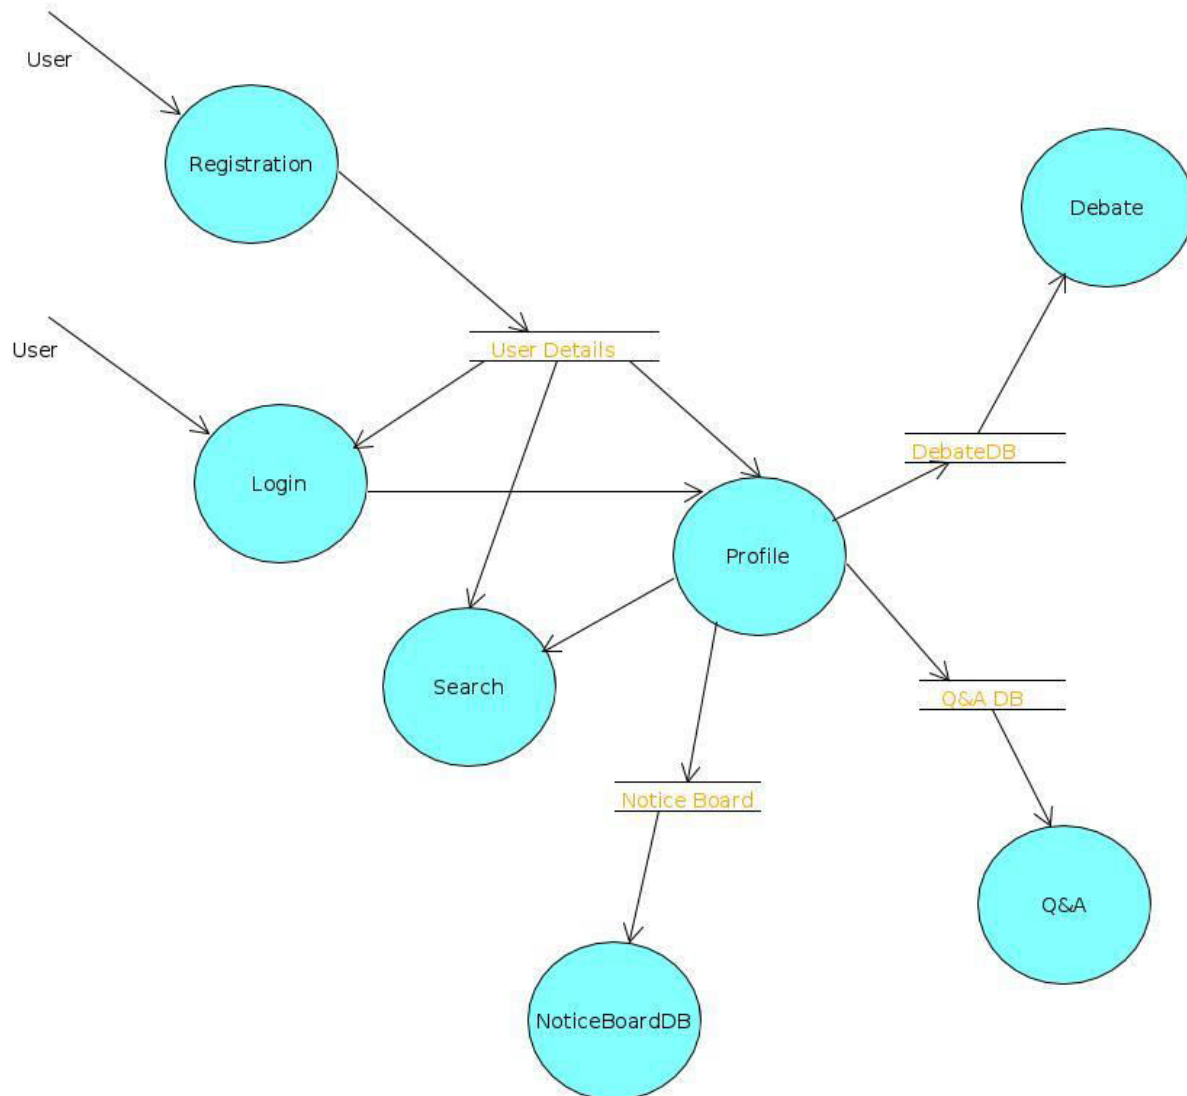 User
Registration
Debate
User Details
User
DebateDB
Login
Profile
Search
Q&A DB
Notice Board
Q&A
NoticeBoardDB